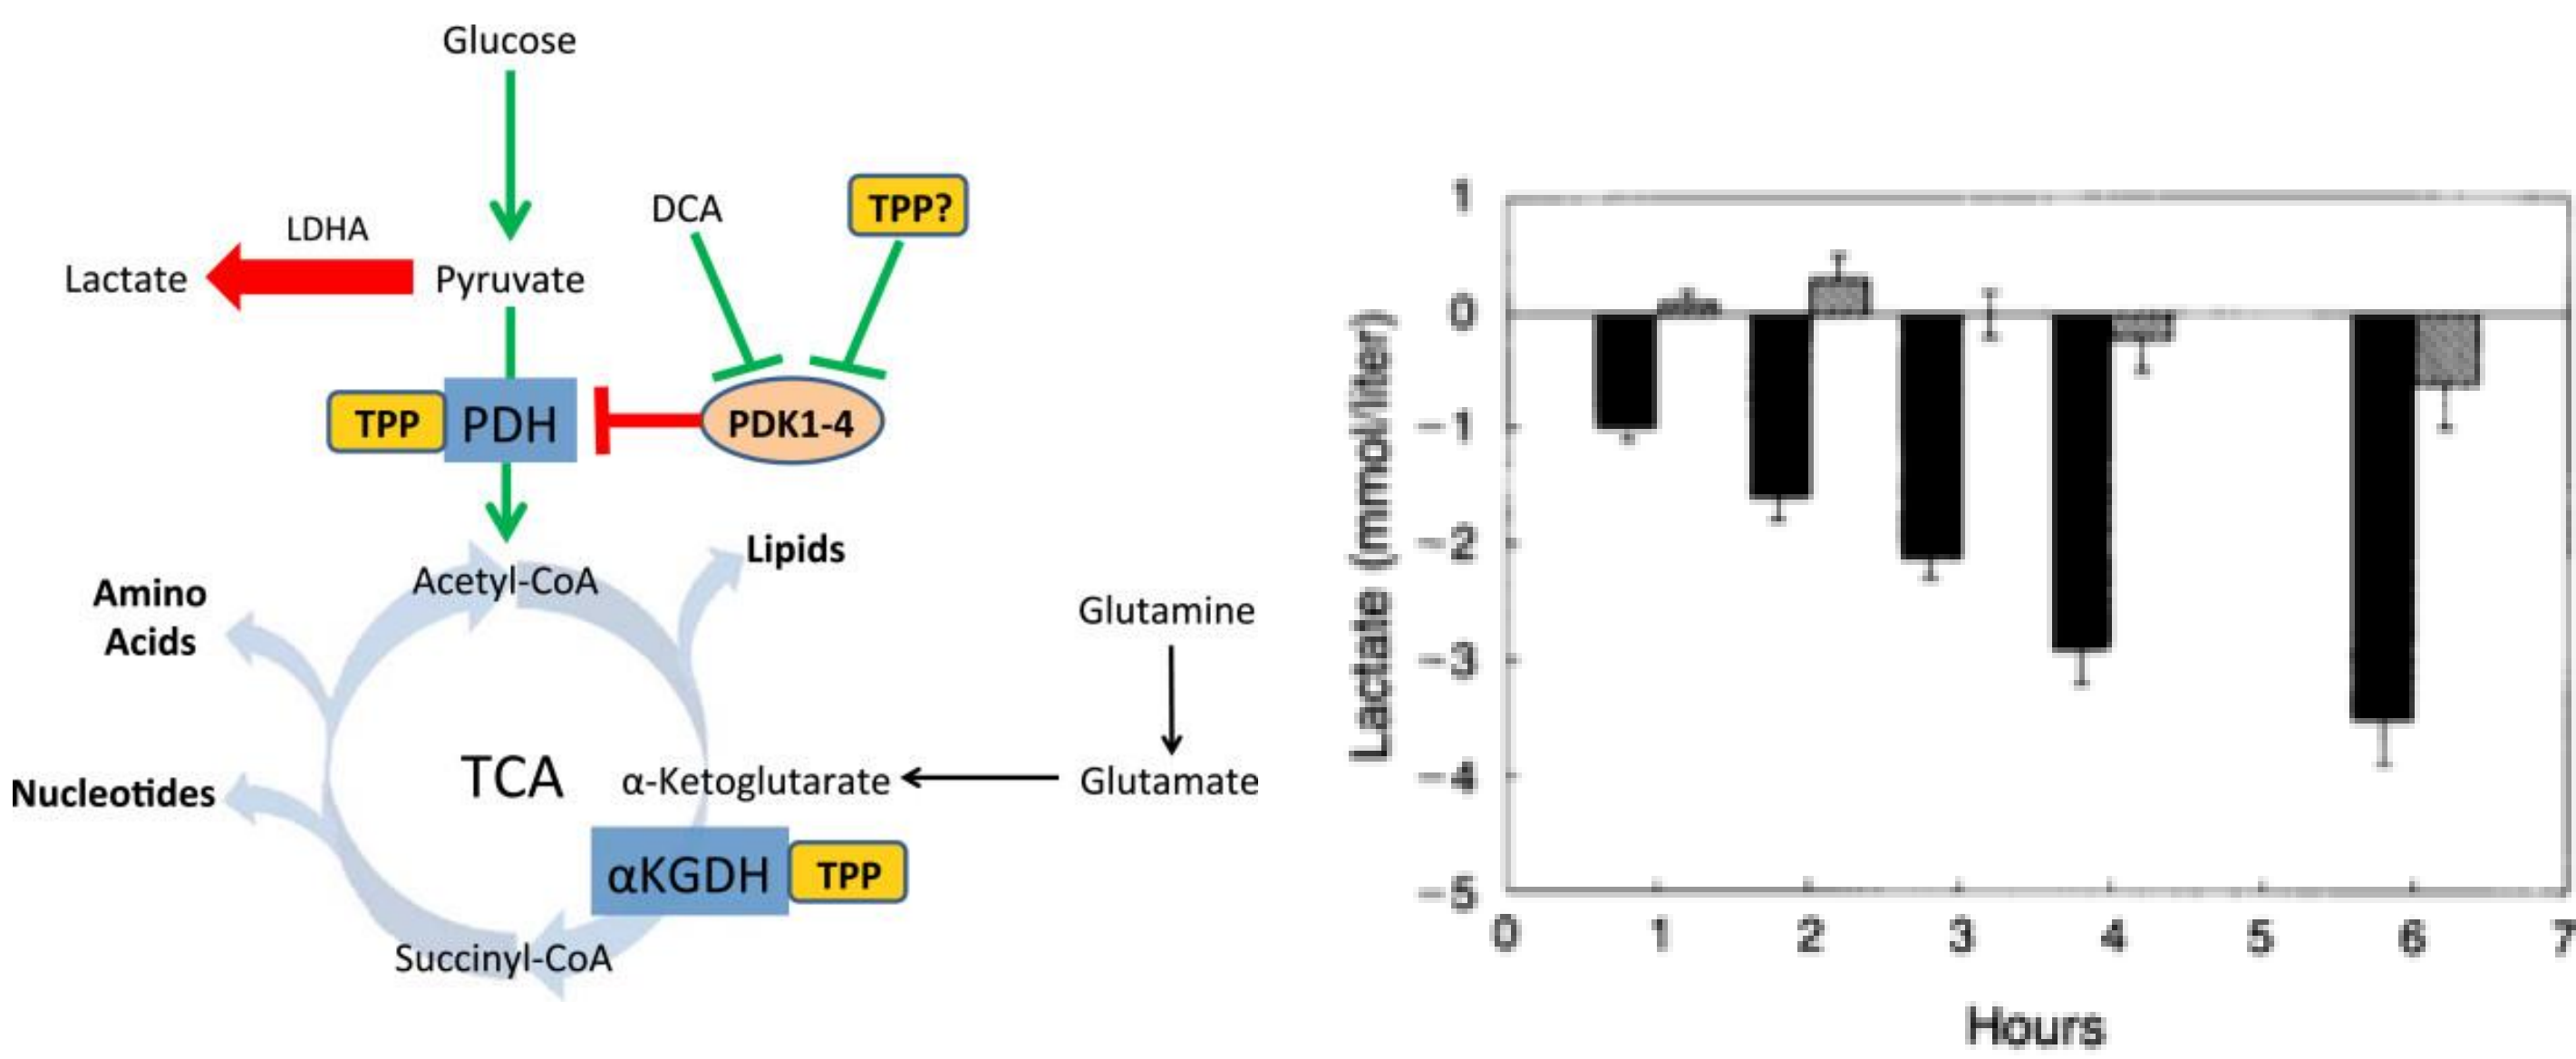 Glucose
DCA
TPP?
LDHA
Lactate
Pyruvate
TPP
PDH
PDK1-4
Lipids
Acetyl-CoA
Amino
Acids
Glutamine
TCA
α-Ketoglutarate
Glutamate
Nucleotides
αKGDH
TPP
Succinyl-CoA
Lactate (mmol/liter)
1
0
−1
−2
−3
−4
−5
0 1 2 3 4 5 6 7
Hours